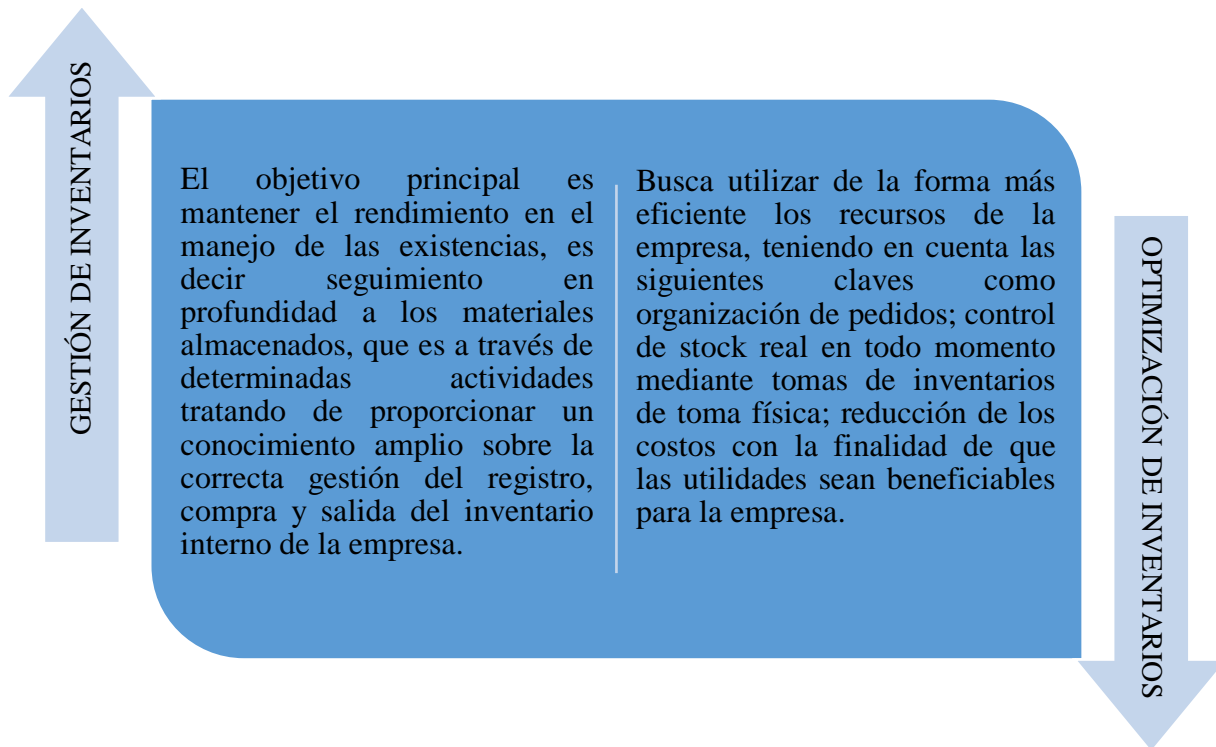 GESTIÓN DE INVENTARIOS
El objetivo principal es
mantener el rendimiento en el
manejo de las existencias, es
decir seguimiento en
profundidad a los materiales
almacenados, que es a través de
determinadas actividades
tratando de proporcionar un
conocimiento amplio sobre la
correcta gestión del registro,
compra y salida del inventario
interno de la empresa.
Busca utilizar de la forma más
eficiente los recursos de la
empresa, teniendo en cuenta las
siguientes claves como
organización de pedidos; control
de stock real en todo momento
mediante tomas de inventarios
de toma física; reducción de los
costos con la finalidad de que
las utilidades sean beneficiables
para la empresa.
OPTIMIZACIÓN DE INVENTARIOS